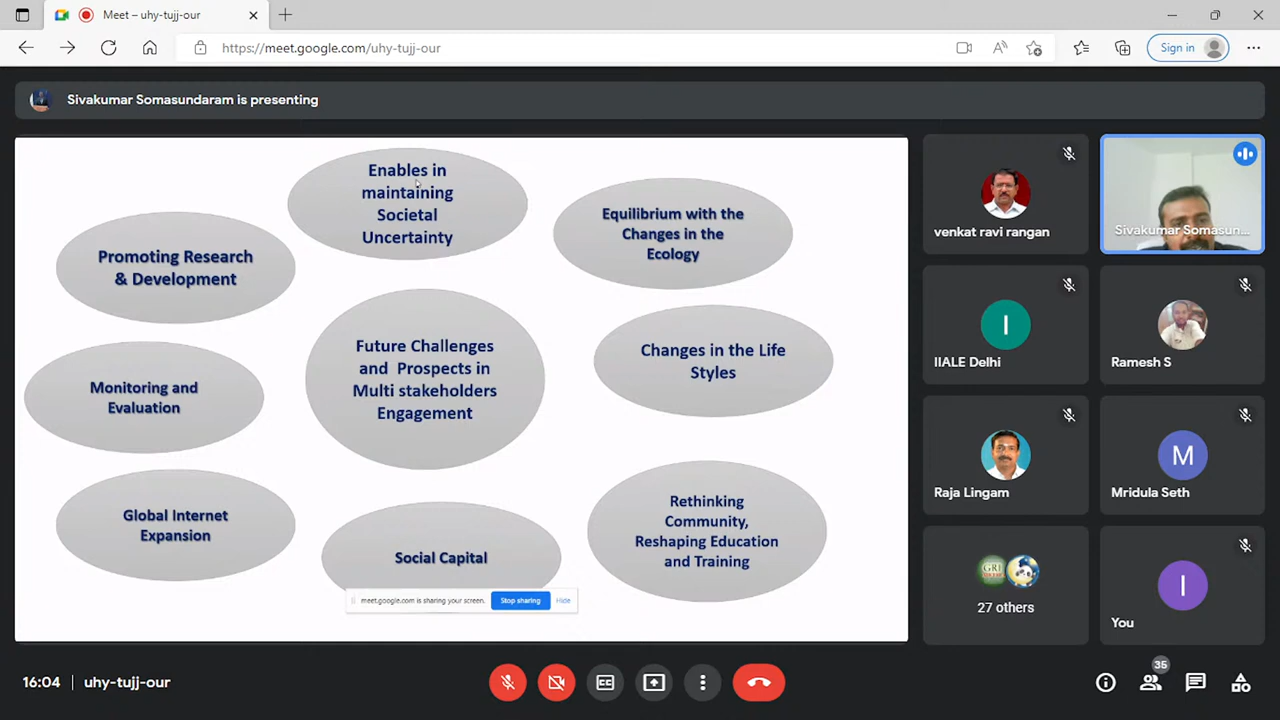 Meet – uhy-tujj-our
https://meet.google.com/uhy-tujj-our
Sign in
Sivakumar Somasundaram is presenting
Enables in
maintaining
Societal
Uncertainty
Equilibrium with the
Changes in the
Ecology
Promoting Research
& Development
Future Challenges
and Prospects in
Multi stakeholders
Engagement
Changes in the Life
Styles
Monitoring and
Evaluation
Global Internet
Expansion
Social Capital
Rethinking
Community,
Reshaping Education
and Training
meet.google.com is sharing your screen.
Stop sharing
Hide
venkat ravi rangan
Sivakumar Somasun...
I
IIALE Delhi
Ramesh S
Raja Lingam
M
Mridula Seth
GRI
27 others
I
You
16:04 | uhy-tujj-our
CC
35